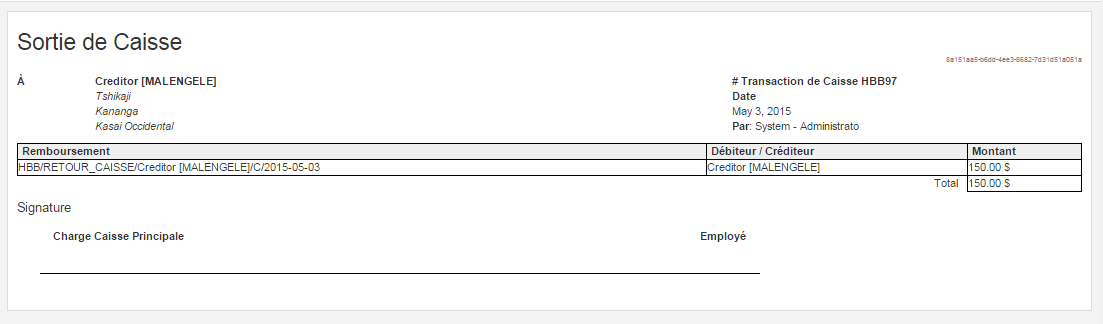 Sortie de Caisse
8a151aa5-b6dd-4ee3-8682-7d31d51a051a
À Creditor [MALENGELE]
Tshikaji
Kananga
Kasai Occidental
# Transaction de Caisse HBB97
Date
May 3, 2015
Par: System - Administrato
Remboursement Débiteur / Créditeur Montant
HBB/RETOUR_CAISSE/Creditor [MALENGELE]/C/2015-05-03 Creditor [MALENGELE] 150.00 $
Total 150.00 $
Signature
Charge Caisse Principale Employé